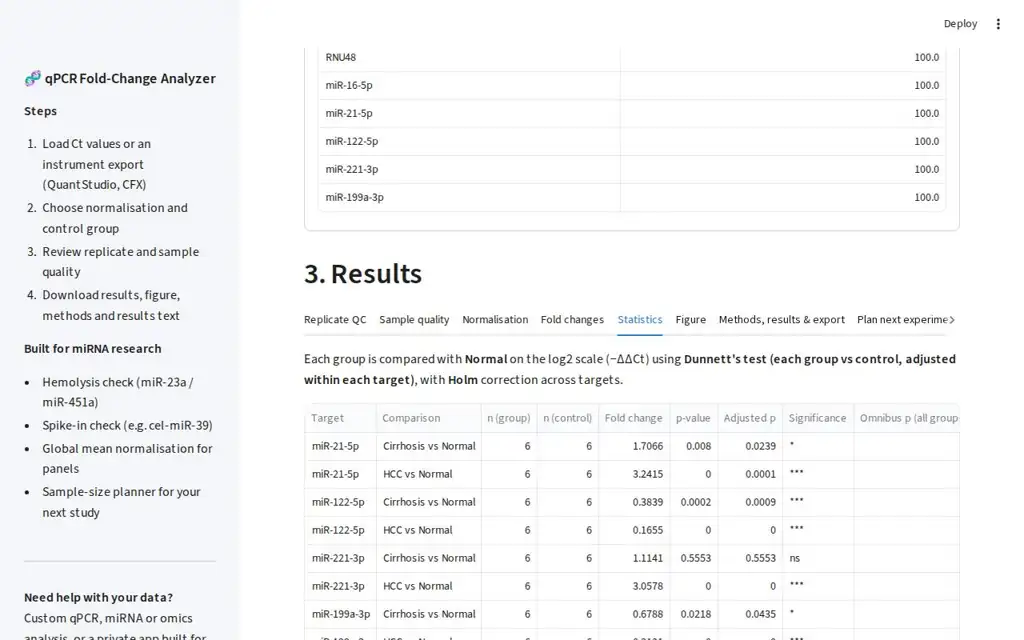 Deploy
🧬 qPCR Fold-Change Analyzer
Steps
1. Load Ct values or an
instrument export
(QuantStudio, CFX)
2. Choose normalisation and
control group
3. Review replicate and sample
quality
4. Download results, figure,
methods and results text
Built for miRNA research
• Hemolysis check (miR-23a /
miR-451a)
• Spike-in check (e.g. cel-miR-39)
• Global mean normalisation for
panels
• Sample-size planner for your
next study
Need help with your data?
Custom qPCR, miRNA or omics
analysis, or a private app built for
RNU48 100.0
miR-16-5p 100.0
miR-21-5p 100.0
miR-122-5p 100.0
miR-221-3p 100.0
miR-199a-3p 100.0
3. Results
Replicate QC Sample quality Normalisation Fold changes Statistics Figure Methods, results & export Plan next experime
Each group is compared with Normal on the log2 scale (−ΔΔCt) using Dunnett's test (each group vs control, adjusted
within each target), with Holm correction across targets.
Target Comparison n (group) n (control) Fold change p-value Adjusted p Significance Omnibus p (all group
miR-21-5p Cirrhosis vs Normal 6 6 1.7066 0.008 0.0239 *
miR-21-5p HCC vs Normal 6 6 3.2415 0 0.0001 ***
miR-122-5p Cirrhosis vs Normal 6 6 0.3839 0.0002 0.0009 ***
miR-122-5p HCC vs Normal 6 6 0.1655 0 0 ***
miR-221-3p Cirrhosis vs Normal 6 6 1.1141 0.5553 0.5553 ns
miR-221-3p HCC vs Normal 6 6 3.0578 0 0 ***
miR-199a-3p Cirrhosis vs Normal 6 6 0.6788 0.0218 0.0435 *